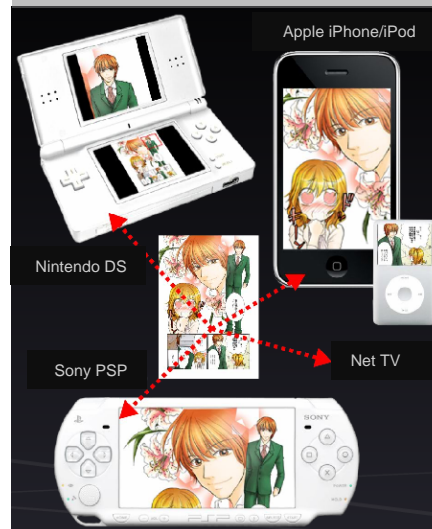 Apple iPhone/iPod
Nintendo DS
Net TV
Sony PSP
SONY